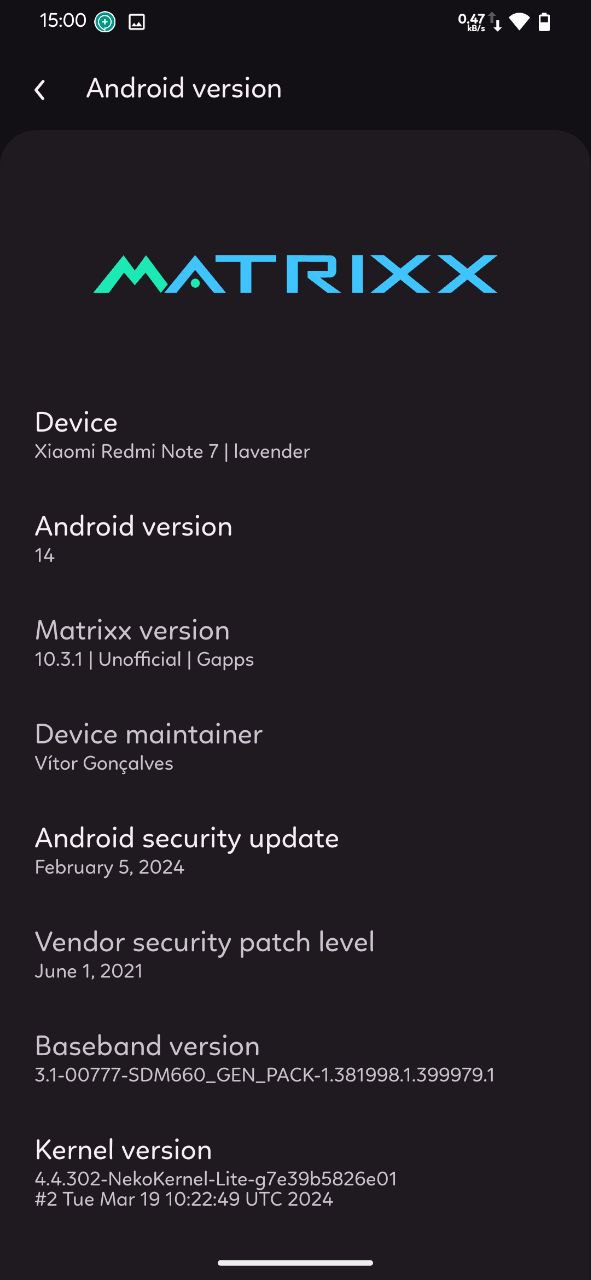 15:00
0,47
kB/s
Android version
MATRIXX
Device
Xiaomi Redmi Note 7 | lavender
Android version
14
Matrixx version
10.3.1 | Unofficial | Gapps
Device maintainer
Vítor Gonçalves
Android security update
February 5, 2024
Vendor security patch level
June 1, 2021
Baseband version
3.1-00777-SDM660_GEN_PACK-1.381998.1.399979.1
Kernel version
4.4.302-NekoKernel-Lite-g7e39b5826e01
#2 Tue Mar 19 10:22:49 UTC 2024